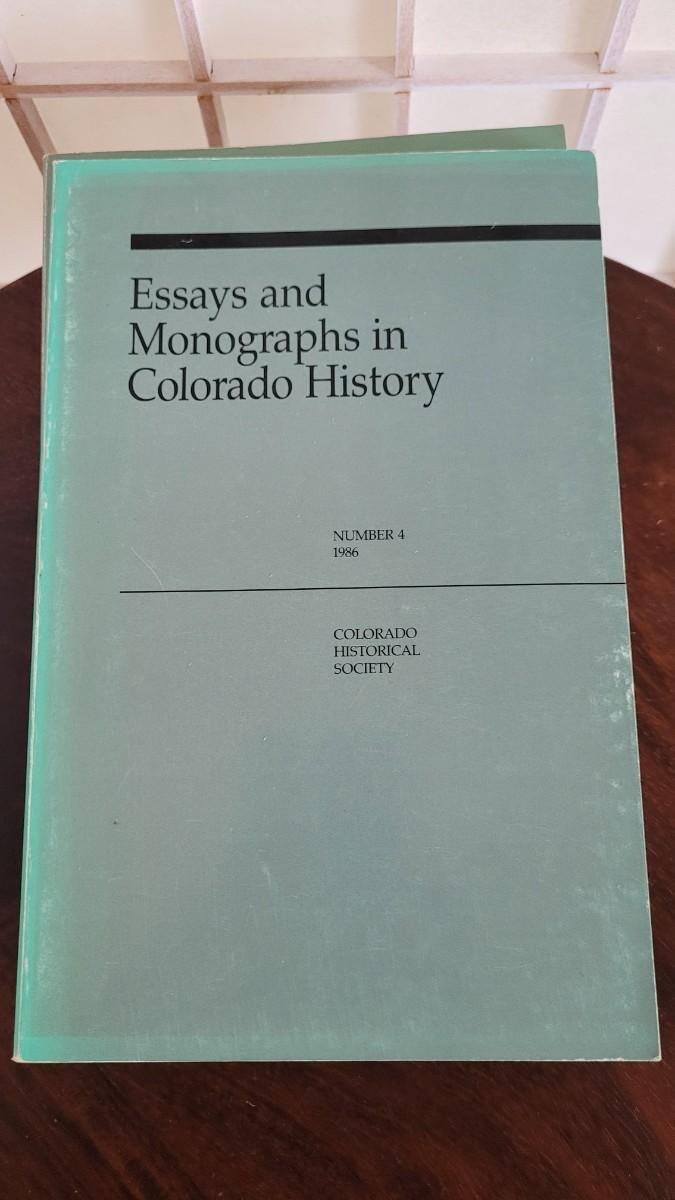 Essays and
Monographs in
Colorado History
NUMBER 4
1986
COLORADO
HISTORICAL
SOCIETY